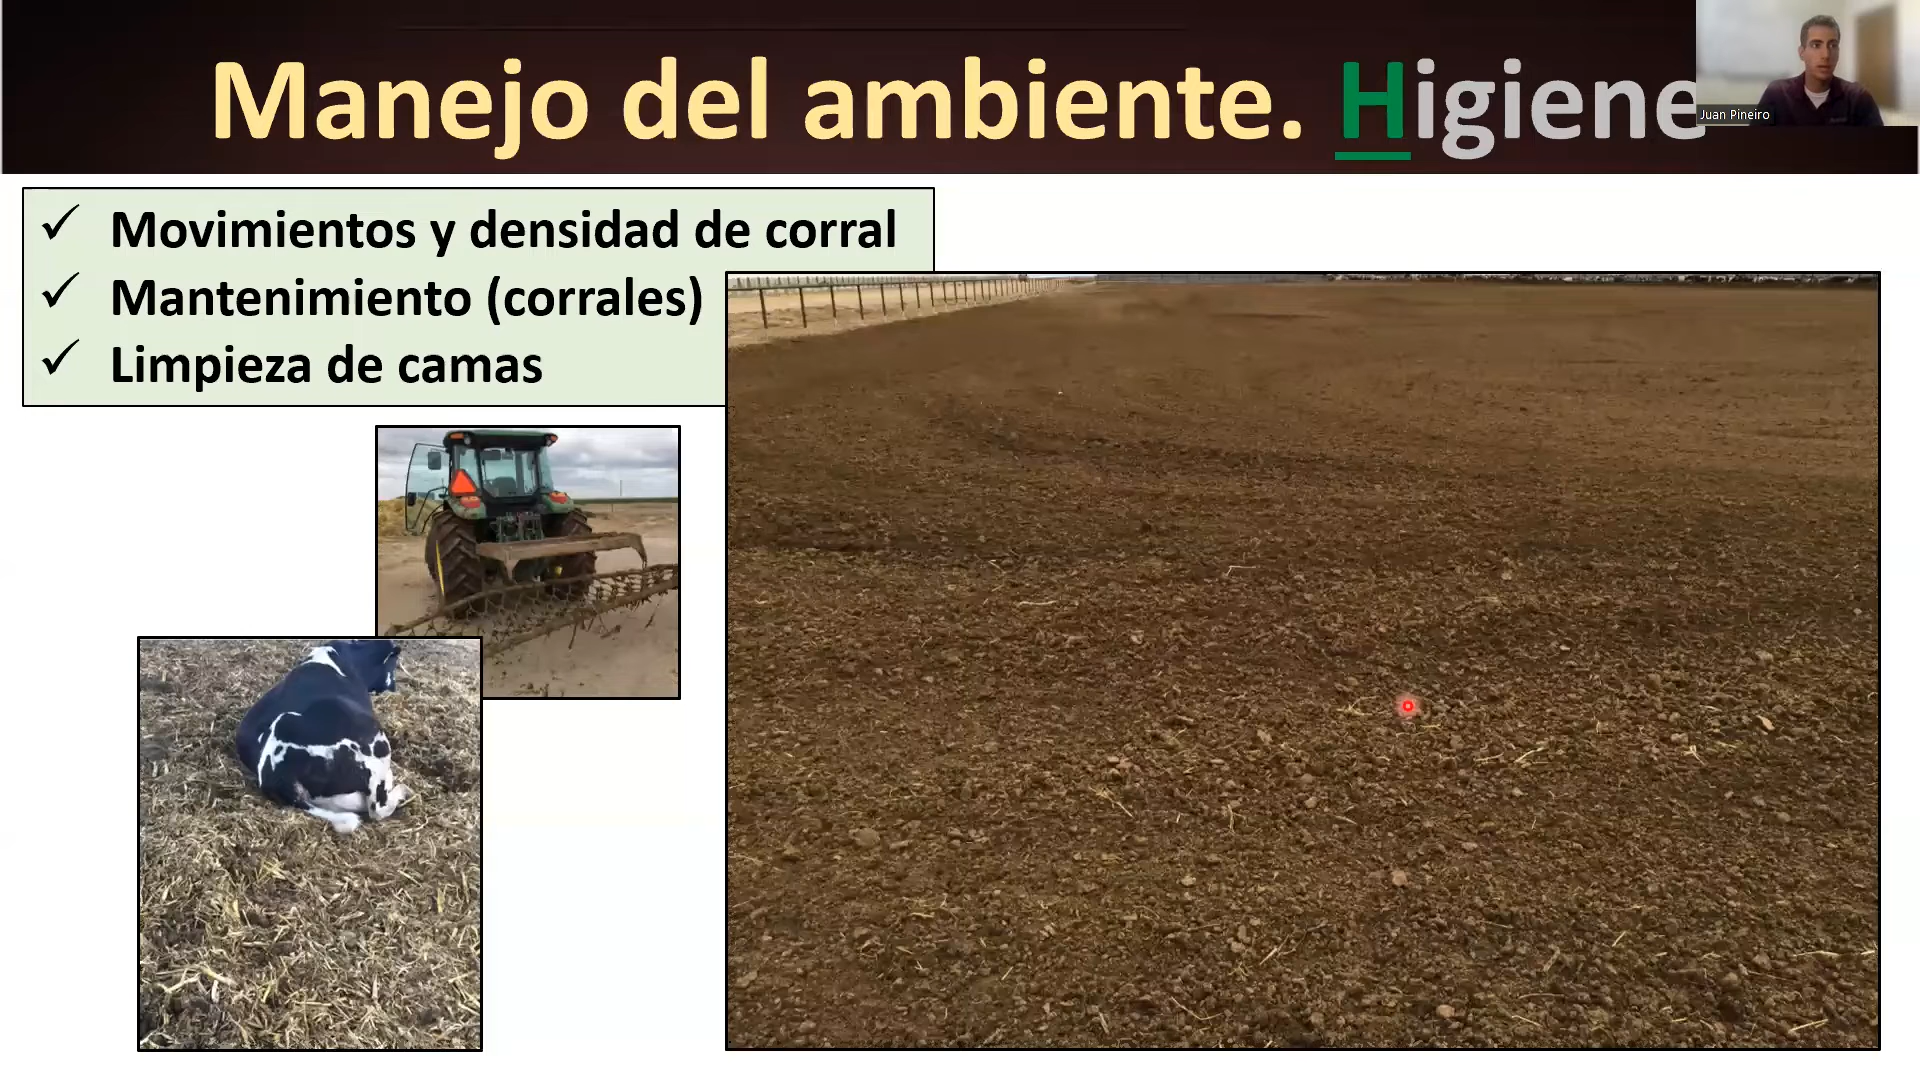 Manejo del ambiente. Higiene
Juan Pineiro
Movimientos y densidad de corral
Mantenimiento (corrales)
Limpieza de camas